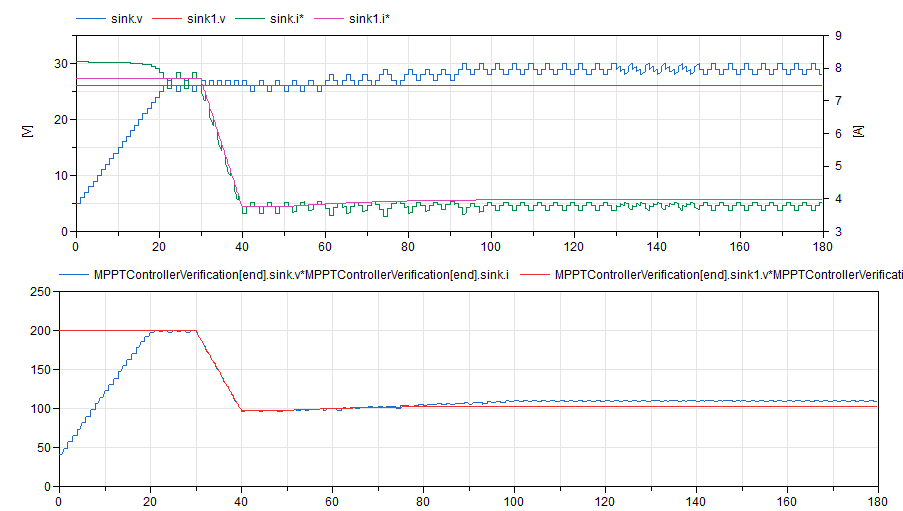 sink.v sink1.v sink.i* sink1.i*
30 9
8
20 7
[V] 6 [A]
10 5
4
0 3
0 20 40 60 80 100 120 140 160 180
MPPTControllerVerification[end].sink.v*MPPTControllerVerification[end].sink.i MPPTControllerVerification[end].sink1.v*MPPTControllerVerificati
250
200
150
100
50
0
0 20 40 60 80 100 120 140 160 180